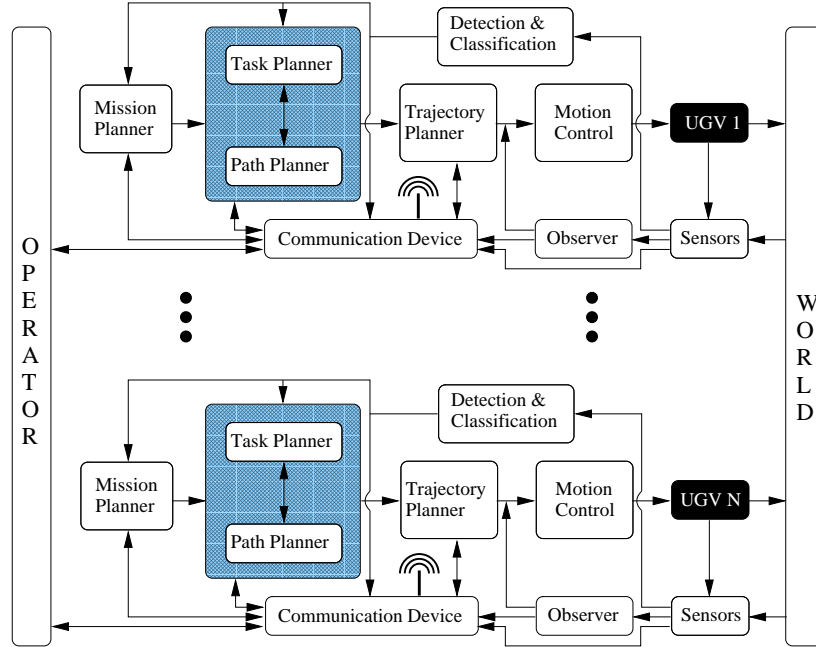 Detection &
Classification
Task Planner
Mission
Planner
Trajectory
Planner
Motion
Control
UGV 1
Path Planner
Communication Device
Observer
Sensors
O
P
E
R
A
T
O
R
W
O
R
L
D
Detection &
Classification
Task Planner
Mission
Planner
Trajectory
Planner
Motion
Control
UGV N
Path Planner
Communication Device
Observer
Sensors